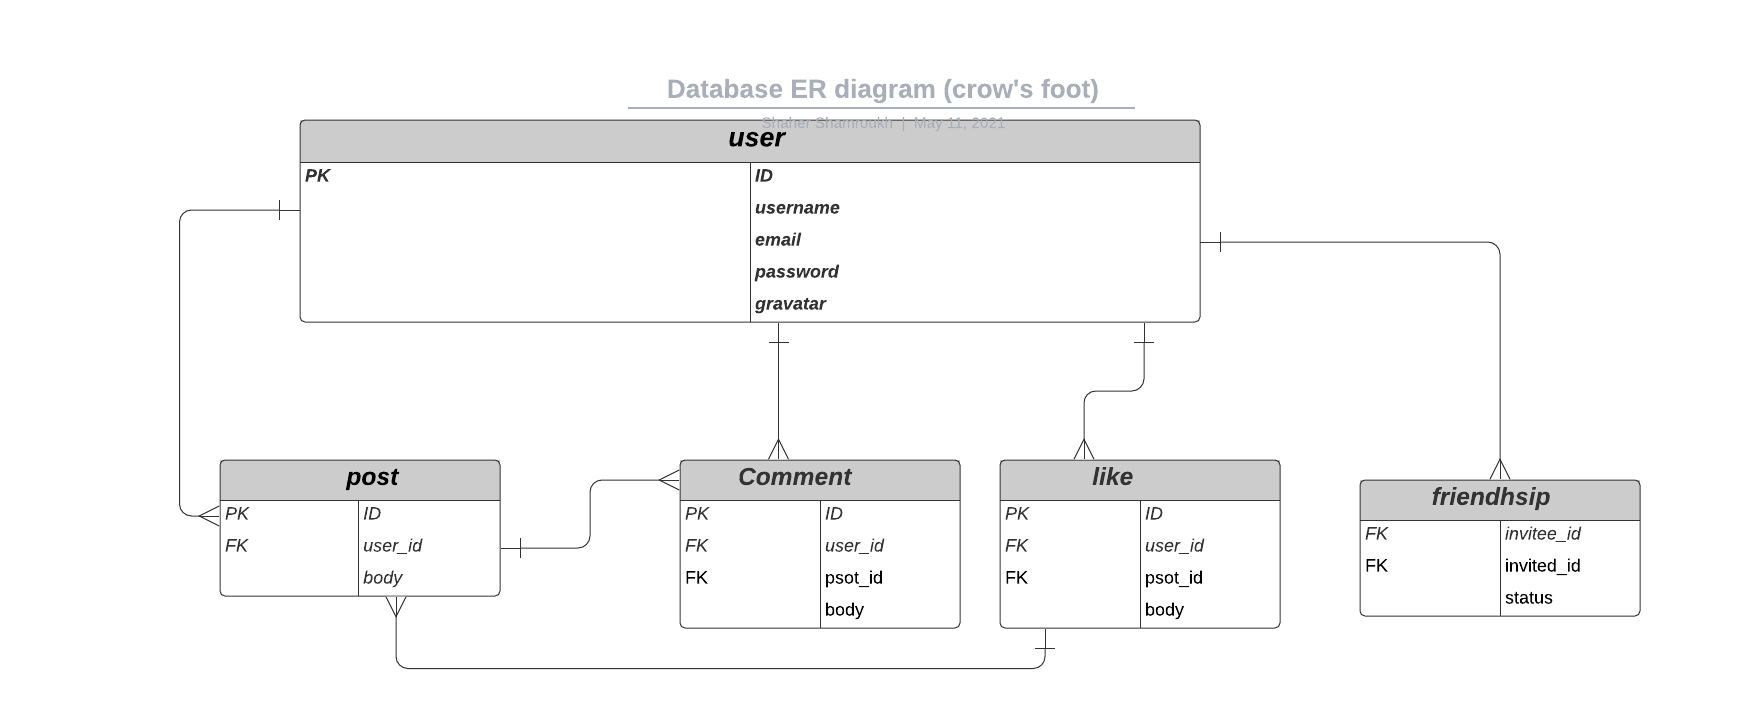 Database ER diagram (crow's foot)
Shaher Shamroukh | May 11, 2021
user
PK ID
username
email
password
gravatar
post
PK ID
FK user_id
body
Comment
PK ID
FK user_id
FK psot_id
body
like
PK ID
FK user_id
FK psot_id
body
friendhsip
FK invitee_id
FK invited_id
status